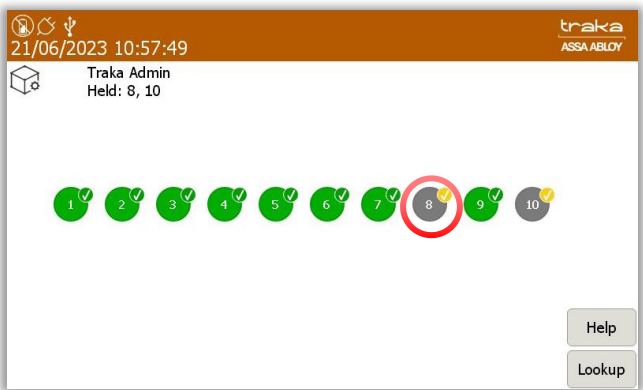 traka
21/06/2023 10:57:49
ASSA ABLOY
Traka Admin
Held: 8, 10
1 2 3 4 5 6 7 8 9 10
Help
Lookup